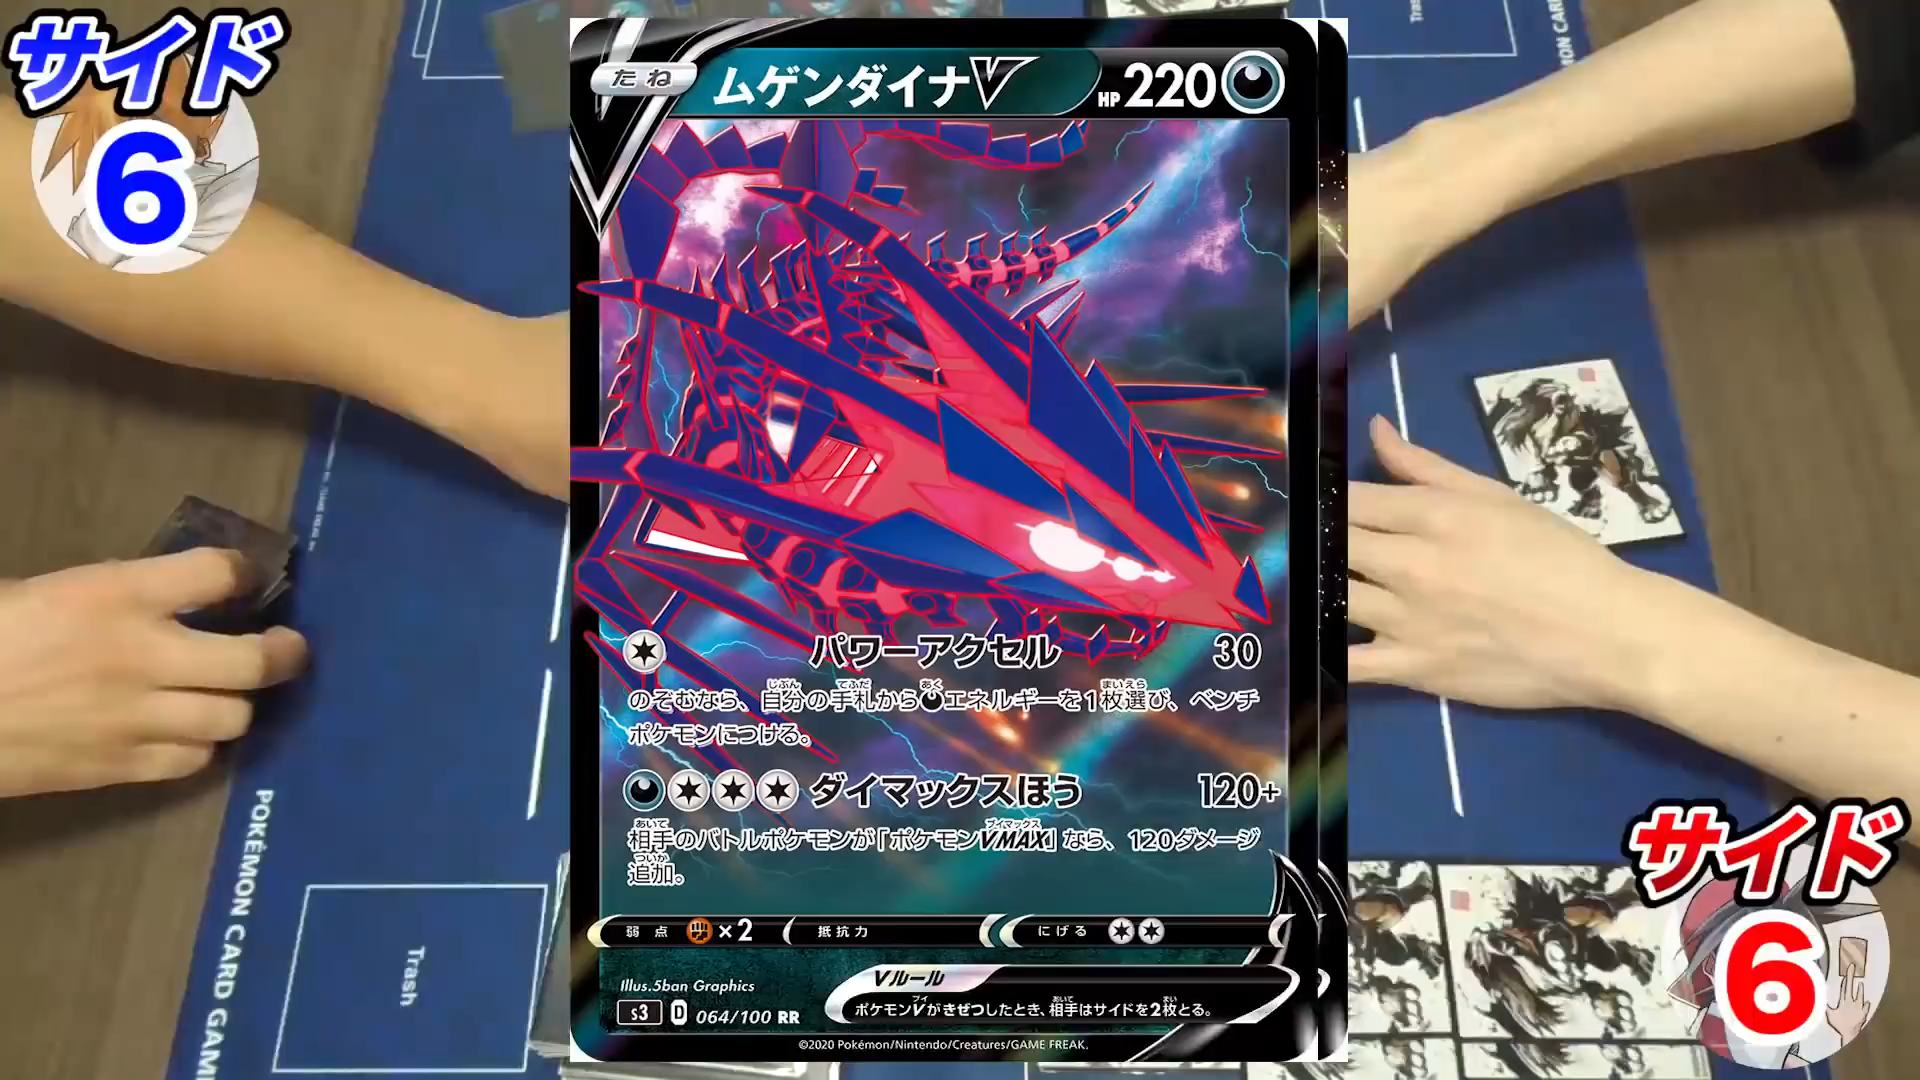 サイド
6
たね
ムゲンダイナV
HP 220
パワーアクセル 30
のぞむなら、自分の手札からエネルギーを1枚選び、ベンチ
ポケモンにつける。
ダイマックスほう 120+
相手のバトルポケモンが「ポケモンVMAX」なら、120ダメージ
追加。
弱点 ×2 抵抗力 にげる
Illus.5ban Graphics
Vルール
ポケモンVがきぜつしたとき、相手はサイドを2枚とる。
s3 D 064/100 RR
©2020 Pokémon/Nintendo/Creatures/GAME FREAK.
POKÉMON CARD GAM
Trash
サイド
6